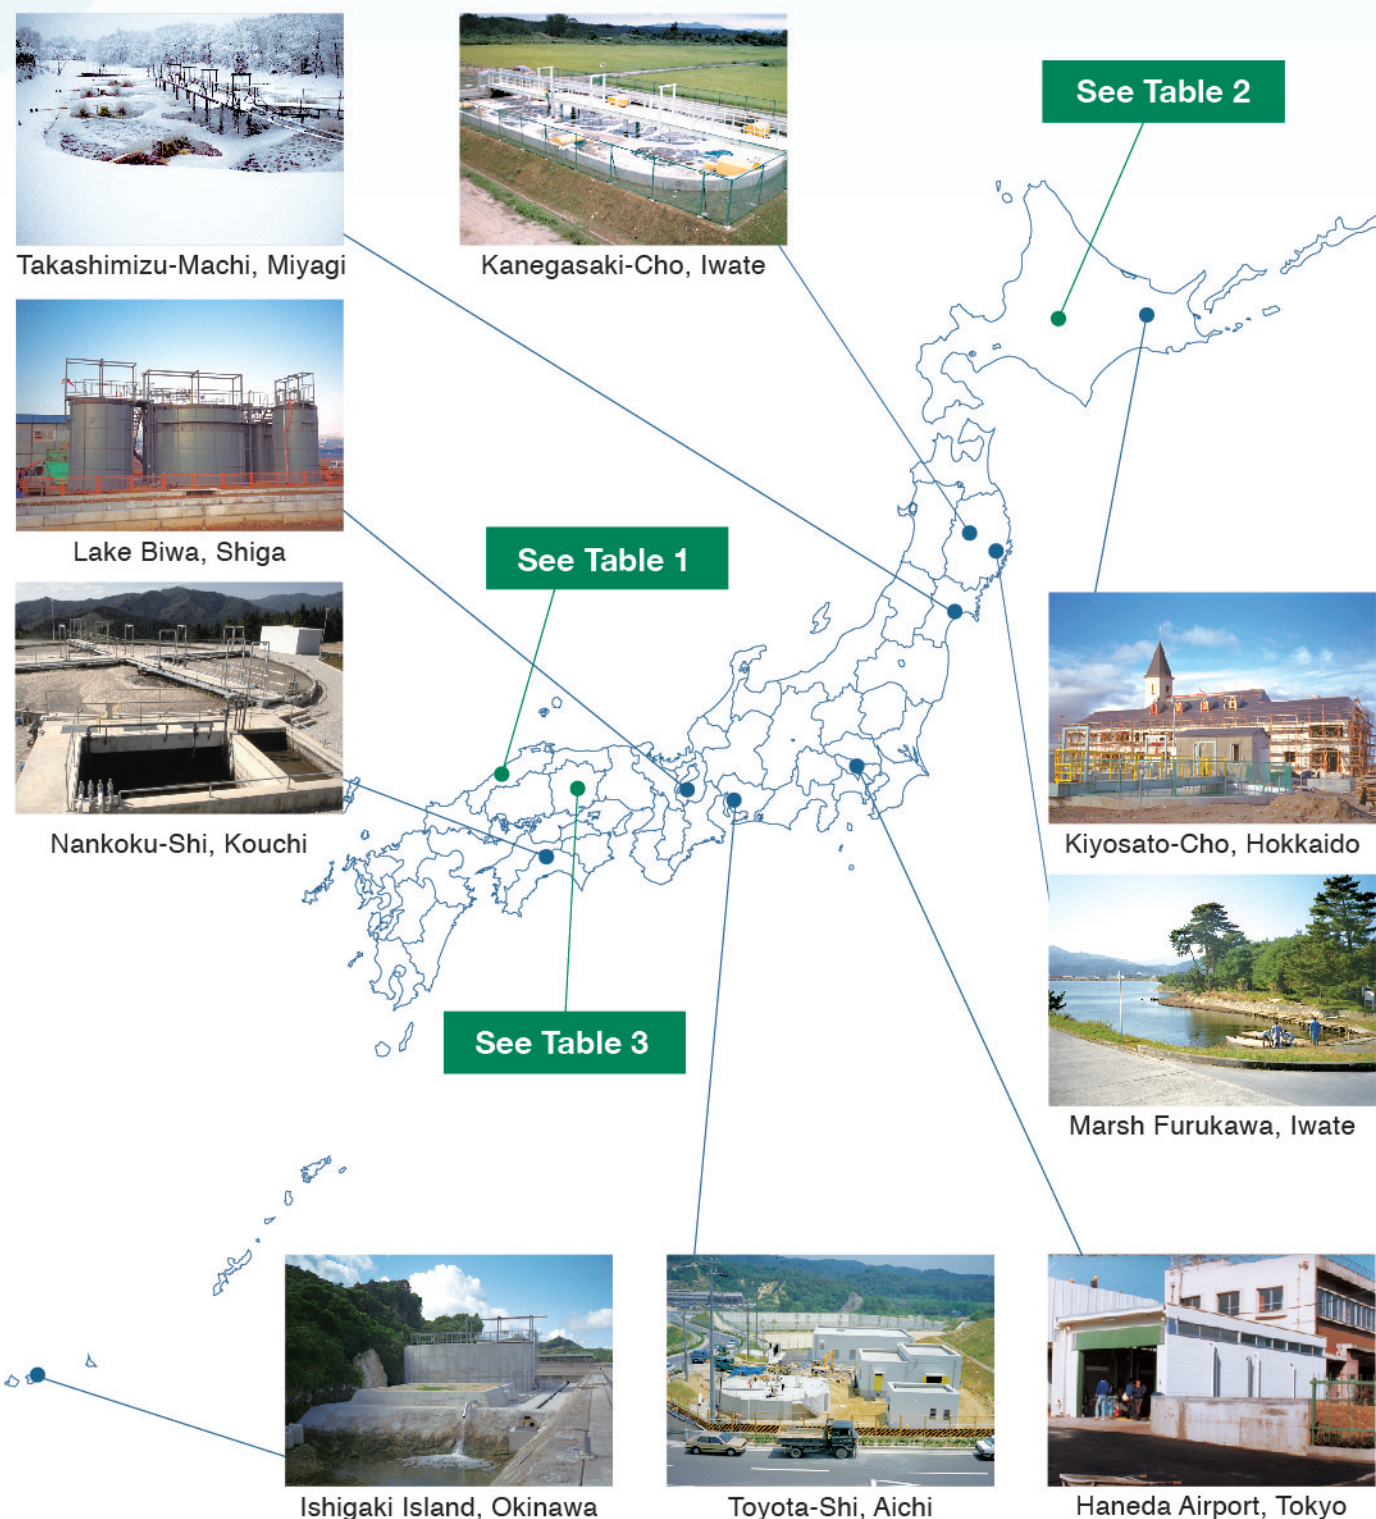 See Table 2
Takashimizu-Machi, Miyagi
Kanegasaki-Cho, Iwate
Lake Biwa, Shiga
See Table 1
Nankoku-Shi, Kouchi
Kiyosato-Cho, Hokkaido
See Table 3
Marsh Furukawa, Iwate
Ishigaki Island, Okinawa
Toyota-Shi, Aichi
Haneda Airport, Tokyo